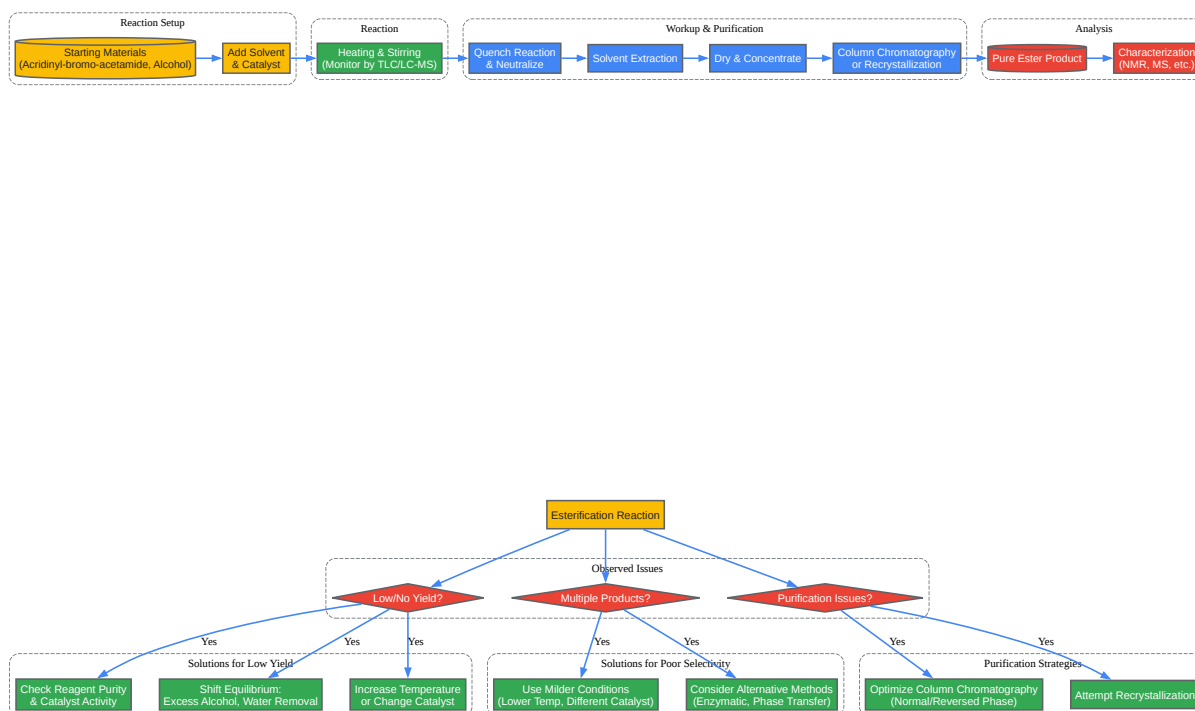 Reaction Setup
Starting Materials
(Acridinyl-bromo-acetamide, Alcohol)
Add Solvent
& Catalyst
Reaction
Heating & Stirring
(Monitor by TLC/LC-MS)
Workup & Purification
Quench Reaction
& Neutralize
Solvent Extraction
Dry & Concentrate
Column Chromatography
or Recrystallization
Analysis
Pure Ester Product
Characterization
(NMR, MS, etc.)
Esterification Reaction
Observed Issues
Low/No Yield?
Multiple Products?
Purification Issues?
Yes
Yes
Yes
Yes
Yes
Yes
Yes
Solutions for Low Yield
Check Reagent Purity
& Catalyst Activity
Shift Equilibrium:
Excess Alcohol, Water Removal
Increase Temperature
or Change Catalyst
Solutions for Poor Selectivity
Use Milder Conditions
(Lower Temp, Different Catalyst)
Consider Alternative Methods
(Enzymatic, Phase Transfer)
Purification Strategies
Optimize Column Chromatography
(Normal/Reversed Phase)
Attempt Recrystallization